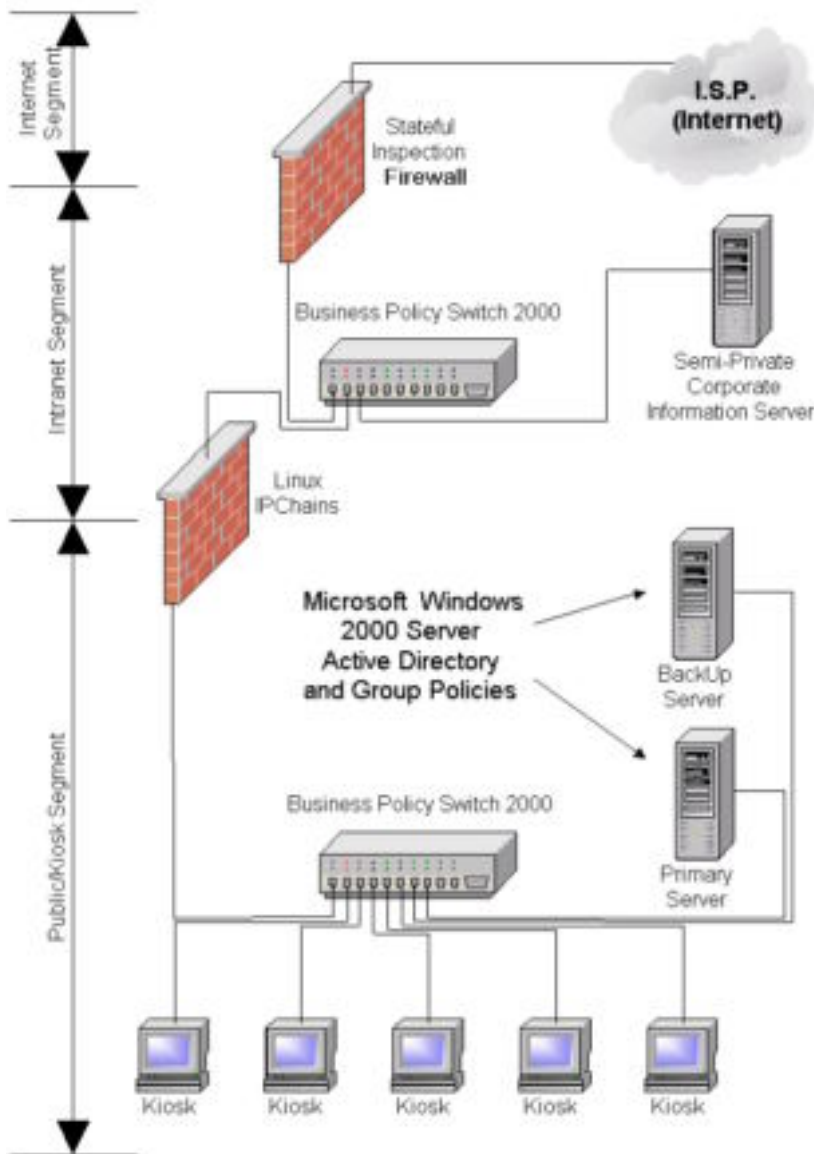 Internet
Segment
I.S.P.
(Internet)
Stateful
Inspection
Firewall
Intranet Segment
Business Policy Switch 2000
Semi-Private
Corporate
Information Server
Linux
IPChains
Public/Kiosk Segment
Microsoft Windows
2000 Server
Active Directory
and Group Policies
BackUp
Server
Business Policy Switch 2000
Primary
Server
Kiosk
Kiosk
Kiosk
Kiosk
Kiosk